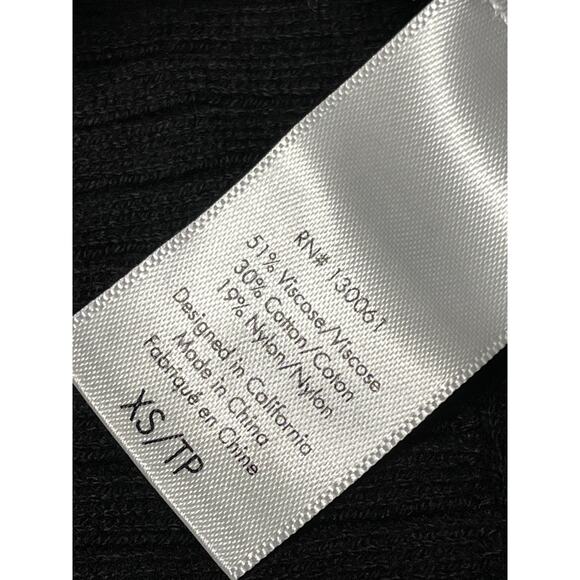 RN# 130061
51% Viscose/Viscose
30% Cotton/Coton
19% Nylon/Nylon
Designed in California
Made in China
Fabriqué en Chine
XS/TP